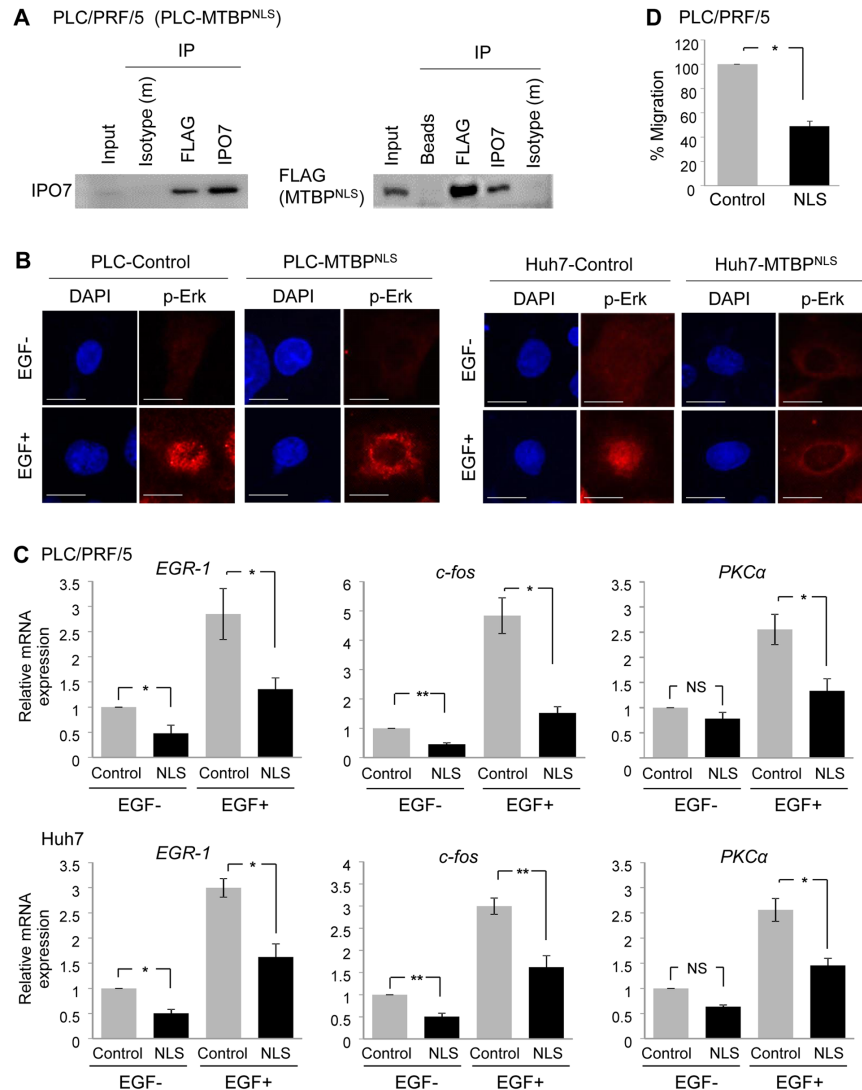 A PLC/PRF/5 (PLC-MTBPNLS)
IP
Input
Isotype (m)
FLAG
IPO7
IPO7
IP
Input
Beads
FLAG
IPO7
Isotype (m)
FLAG
(MTBPNLS)
D PLC/PRF/5
% Migration
120
100
80
60
40
20
0
*
Control NLS
B
PLC-Control PLC-MTBPNLS Huh7-Control Huh7-MTBPNLS
DAPI p-Erk DAPI p-Erk DAPI p-Erk DAPI p-Erk
EGF-
EGF+
EGF-
EGF+
C PLC/PRF/5
EGR-1
Relative mRNA
expression
3.5
3
2.5
2
1.5
1
0.5
0
*
*
Control NLS Control NLS
EGF- EGF+
c-fos
6
5
4
3
2
1
0
**
*
Control NLS Control NLS
EGF- EGF+
PKCα
3.5
3
2.5
2
1.5
1
0.5
0
NS
*
Control NLS Control NLS
EGF- EGF+
Huh7
EGR-1
Relative mRNA
expression
3.5
3
2.5
2
1.5
1
0.5
0
*
*
Control NLS Control NLS
EGF- EGF+
c-fos
4
3.5
3
2.5
2
1.5
1
0.5
0
**
**
Control NLS Control NLS
EGF- EGF+
PKCα
3.5
3
2.5
2
1.5
1
0.5
0
NS
*
Control NLS Control NLS
EGF- EGF+